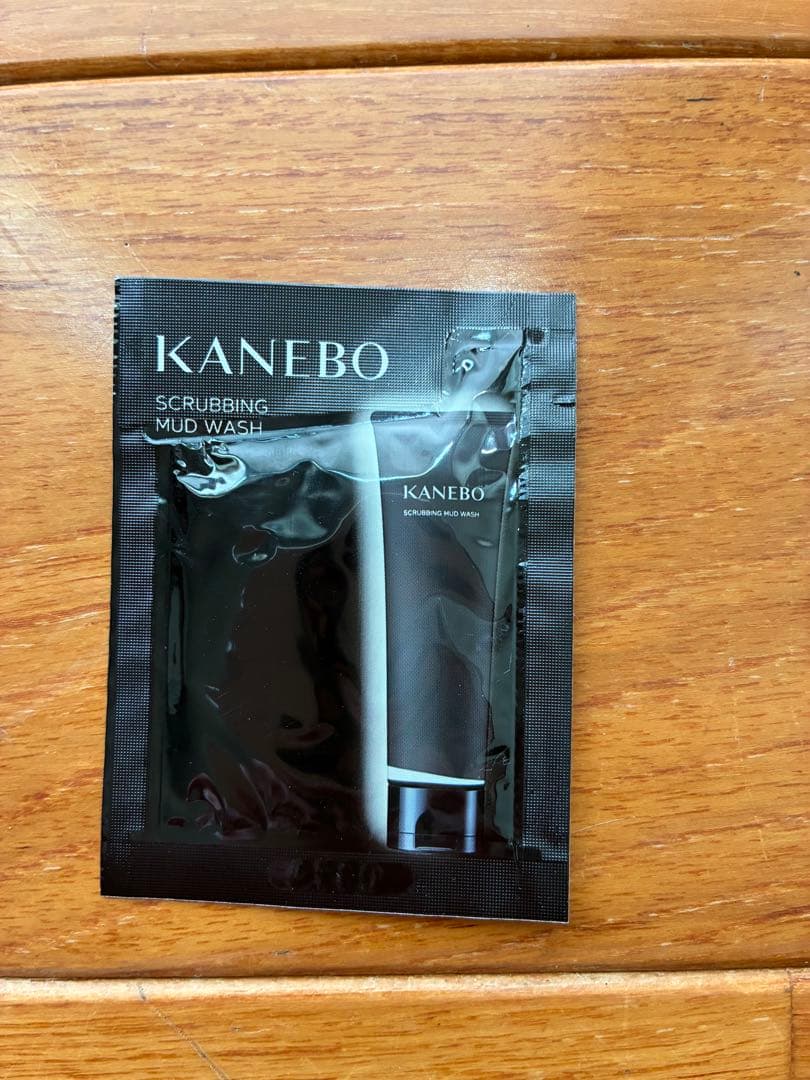 KANEBO
SCRUBBING
MUD WASH
KANEBO
SCRUBBING MUD WASH